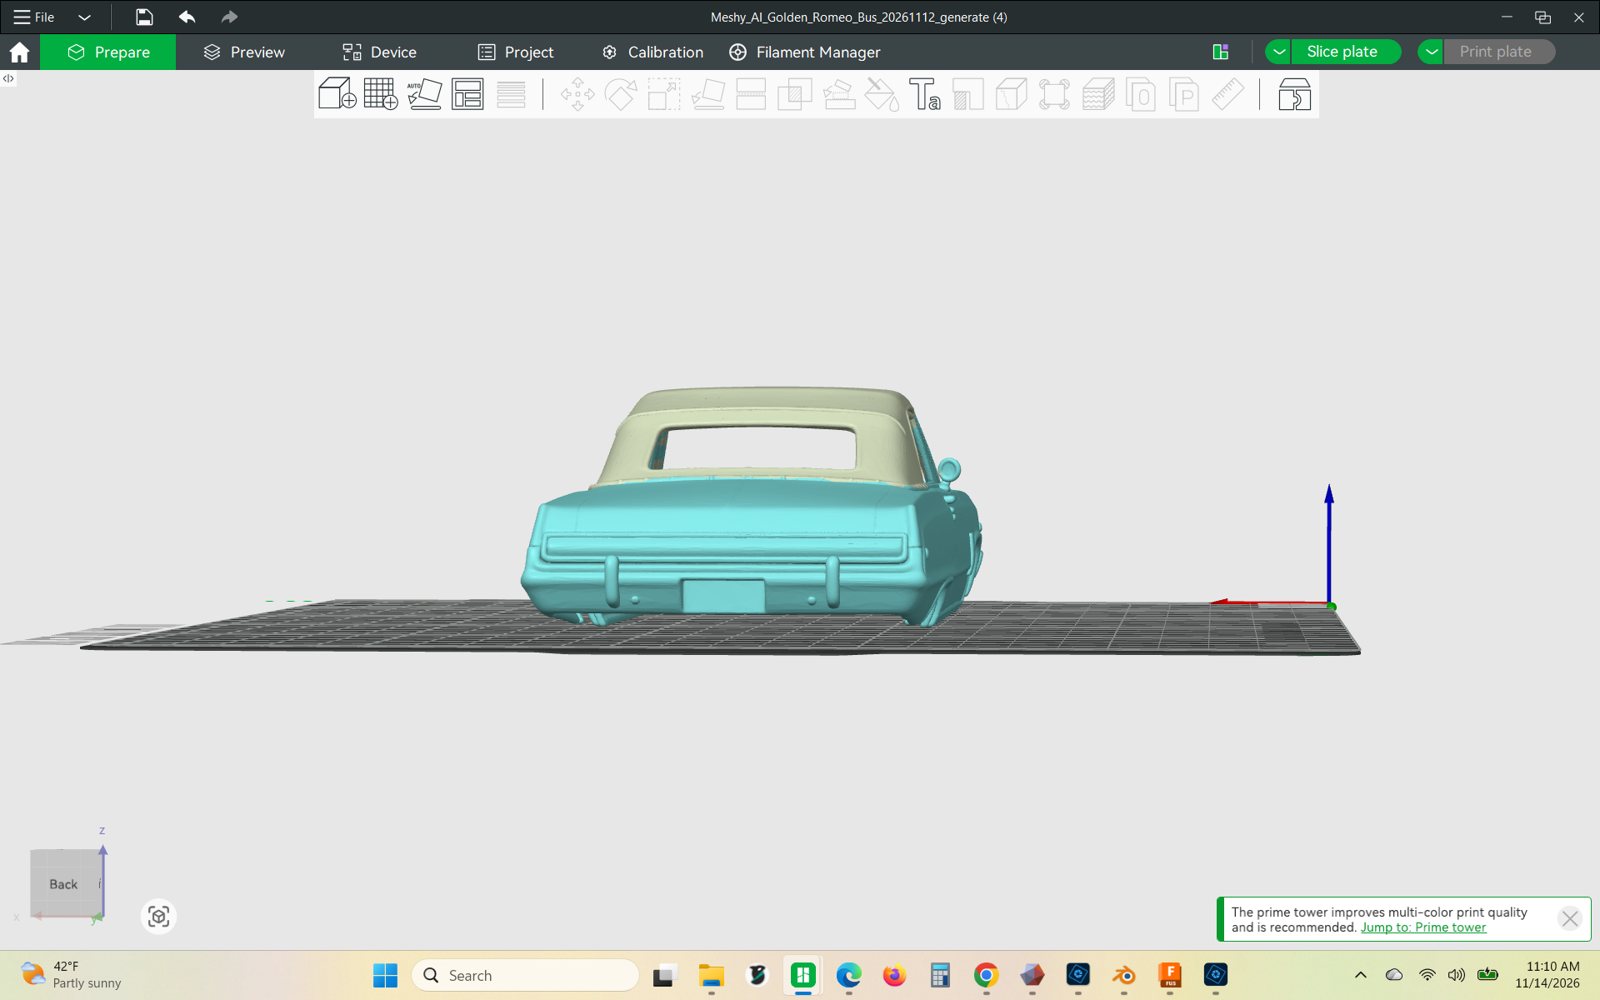 File
Meshy_AI_Golden_Romeo_Bus_20261112_generate (4)
Prepare
Preview
Device
Project
Calibration
Filament Manager
Slice plate
Print plate
AUTO
Ta
O
P
z
Back
x
y
The prime tower improves multi-color print quality
and is recommended. Jump to: Prime tower
42°F
Partly sunny
Search
F
FUS
11:10 AM
11/14/2026